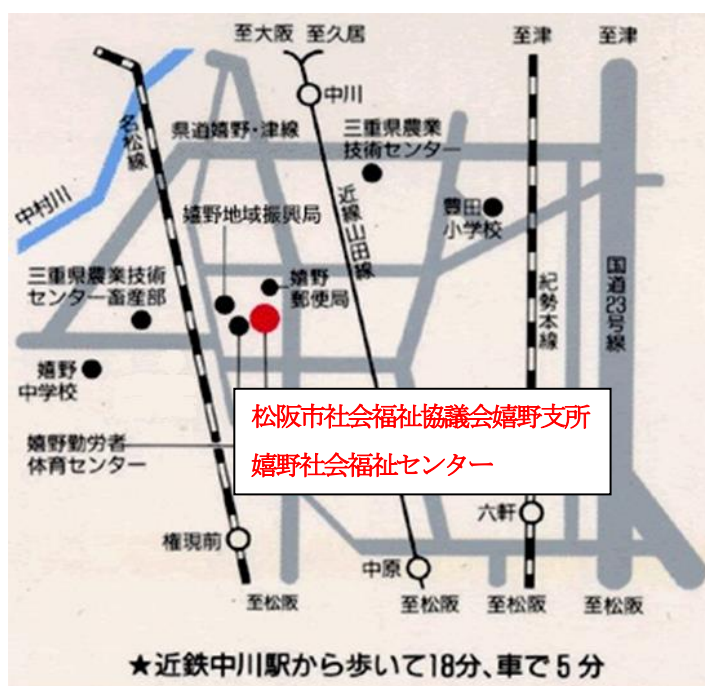 至大阪 至久居
至津
至津
中川
名松線
県道嬉野・津線
三重県農業
技術センター
中村川
近線山田線
嬉野地域振興局
豊田
小学校
三重県農業技術
センター畜産部
嬉野
郵便局
紀勢本線
国道23号線
嬉野
中学校
松阪市社会福祉協議会嬉野支所
嬉野社会福祉センター
嬉野勤労者
体育センター
六軒
権現前
中原
至松阪
至松阪
至松阪
至松阪
★近鉄中川駅から歩いて18分、車で5分